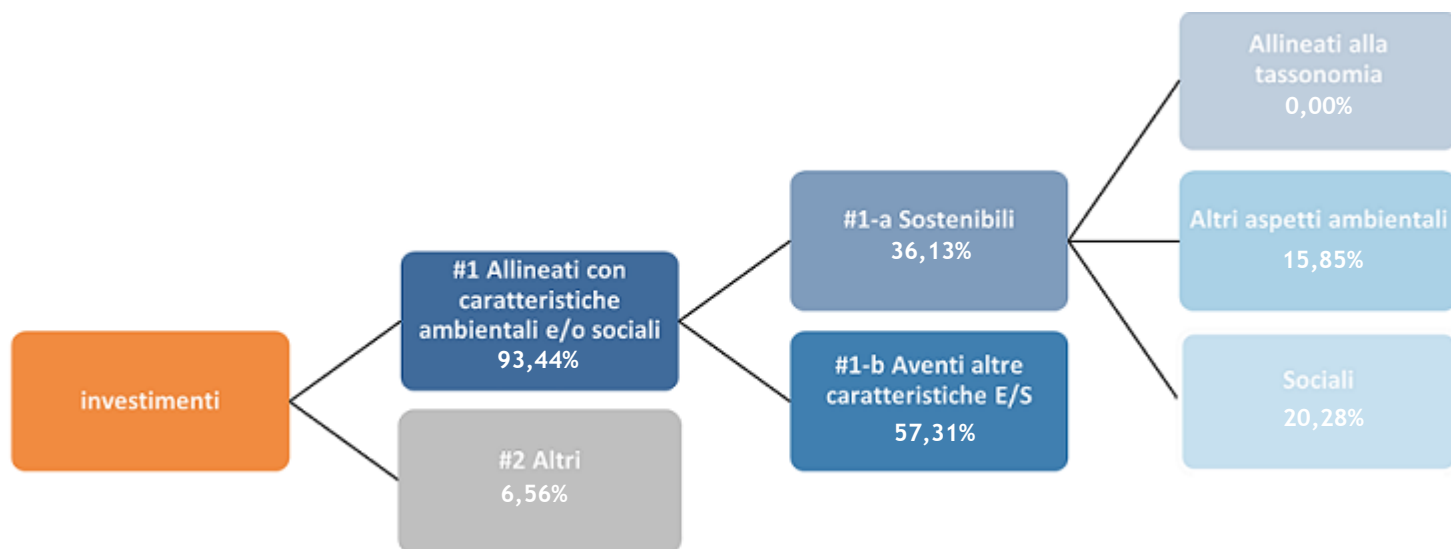 investimenti
#1 Allineati con
caratteristiche
ambientali e/o sociali
93,44%
#2 Altri
6,56%
#1-a Sostenibili
36,13%
#1-b Aventi altre
caratteristiche E/S
57,31%
Allineati alla
tassonomia
0,00%
Altri aspetti ambientali
15,85%
Sociali
20,28%